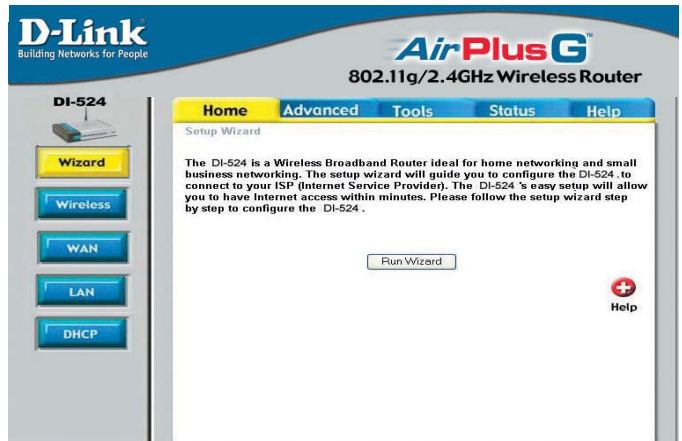 D-Link
Building Networks for People
AirPlus G™
802.11g/2.4GHz Wireless Router
DI-524
Home Advanced Tools Status Help
Setup Wizard
Wizard
Wireless
WAN
LAN
DHCP
The DI-524 is a Wireless Broadband Router ideal for home networking and small
business networking. The setup wizard will guide you to configure the DI-524 .to
connect to your ISP (Internet Service Provider). The DI-524 's easy setup will allow
you to have Internet access within minutes. Please follow the setup wizard step
by step to configure the DI-524 .
Run Wizard
Help